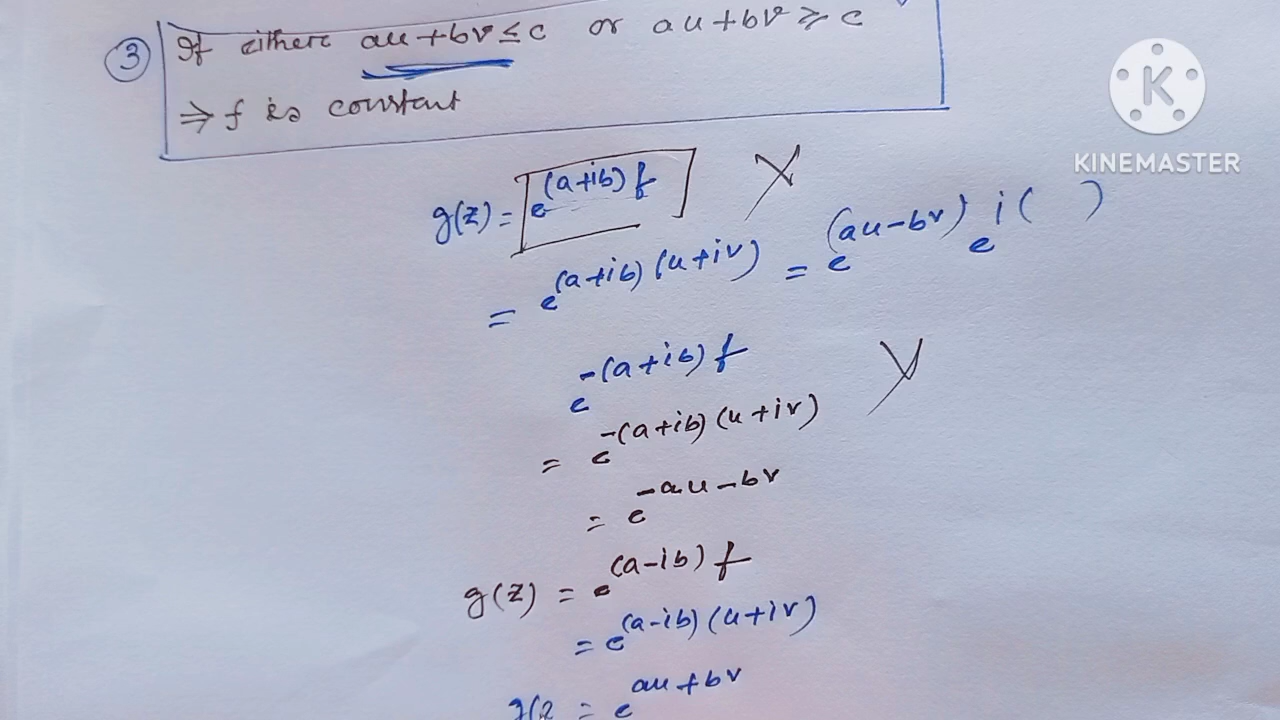 ③ If either au+bv ≤ c or au+bv ≥ c
⇒ f is constant
K
KINEMASTER
g(z) = e^{(a+ib)f}
= e^{(a+ib)(u+iv)} = e^{(au-bv)} e^{i( )}
e^{-(a+ib)f}
= e^{-(a+ib)(u+iv)}
= e^{-au-bv}
g(z) = e^{(a-ib)f}
= e^{(a-ib)(u+iv)}
g(z = e^{au+bv}